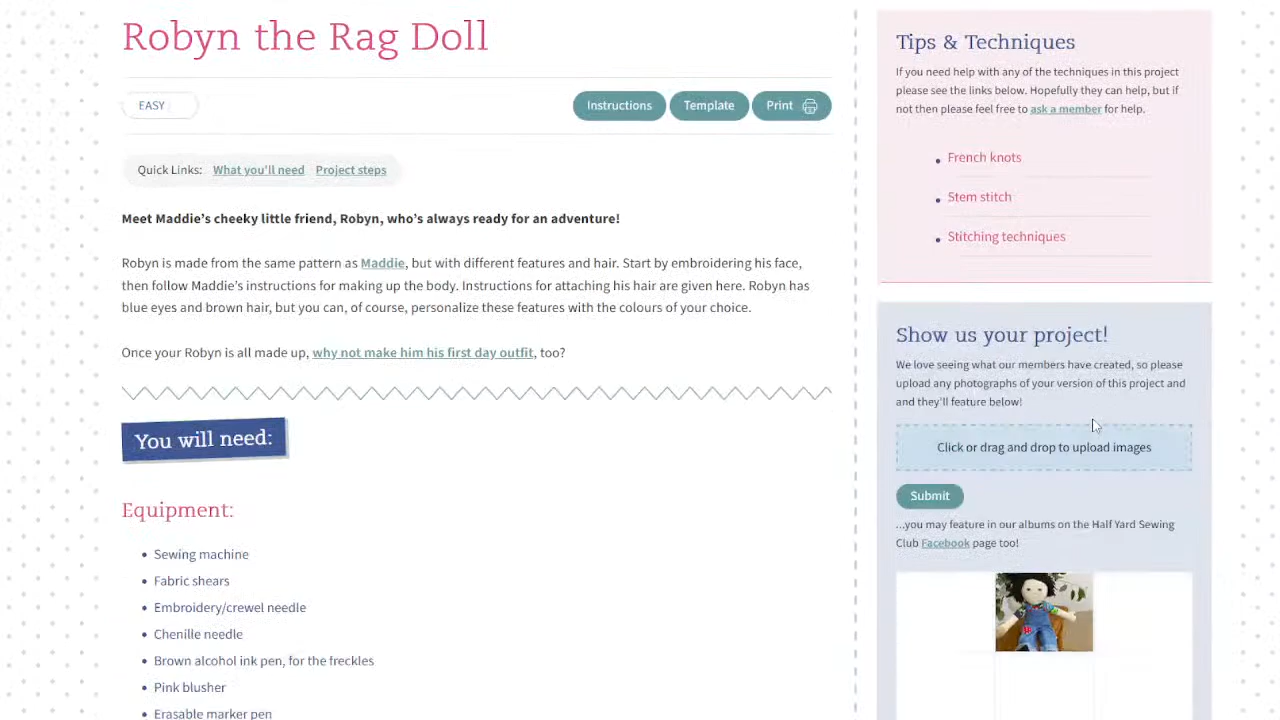 Robyn the Rag Doll
EASY
Instructions
Template
Print
Quick Links: What you'll need Project steps
Meet Maddie's cheeky little friend, Robyn, who's always ready for an adventure!
Robyn is made from the same pattern as Maddie, but with different features and hair. Start by embroidering his face,
then follow Maddie's instructions for making up the body. Instructions for attaching his hair are given here. Robyn has
blue eyes and brown hair, but you can, of course, personalize these features with the colours of your choice.
Once your Robyn is all made up, why not make him his first day outfit, too?
You will need:
Equipment:
• Sewing machine
• Fabric shears
• Embroidery/crewel needle
• Chenille needle
• Brown alcohol ink pen, for the freckles
• Pink blusher
• Erasable marker pen
Tips & Techniques
If you need help with any of the techniques in this project
please see the links below. Hopefully they can help, but if
not then please feel free to ask a member for help.
• French knots
• Stem stitch
• Stitching techniques
Show us your project!
We love seeing what our members have created, so please
upload any photographs of your version of this project and
and they'll feature below!
Click or drag and drop to upload images
Submit
...you may feature in our albums on the Half Yard Sewing
Club Facebook page too!